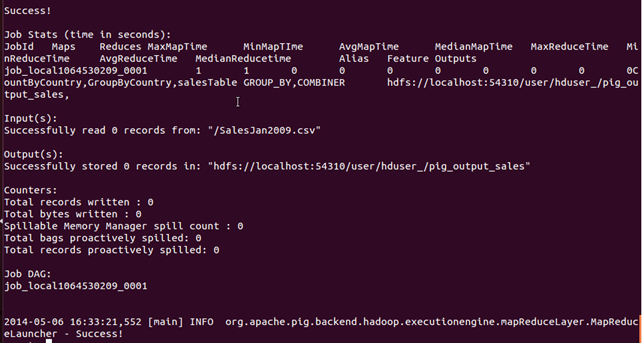 Success!
Job Stats (time in seconds):
JobId Maps Reduces MaxMapTime MinMapTIme AvgMapTime MedianMapTime MaxReduceTime Mi
nReduceTime AvgReduceTime MedianReducetime Alias Feature Outputs
job_local1064530209_0001 1 1 0 0 0 0 0 0 0 0C
ountByCountry,GroupByCountry,salesTable GROUP_BY,COMBINER hdfs://localhost:54310/user/hduser_/pig_o
utput_sales,
Input(s):
Successfully read 0 records from: "/SalesJan2009.csv"
Output(s):
Successfully stored 0 records in: "hdfs://localhost:54310/user/hduser_/pig_output_sales"
Counters:
Total records written : 0
Total bytes written : 0
Spillable Memory Manager spill count : 0
Total bags proactively spilled: 0
Total records proactively spilled: 0
Job DAG:
job_local1064530209_0001
2014-05-06 16:33:21,552 [main] INFO org.apache.pig.backend.hadoop.executionengine.mapReduceLayer.MapReduc
eLauncher - Success!